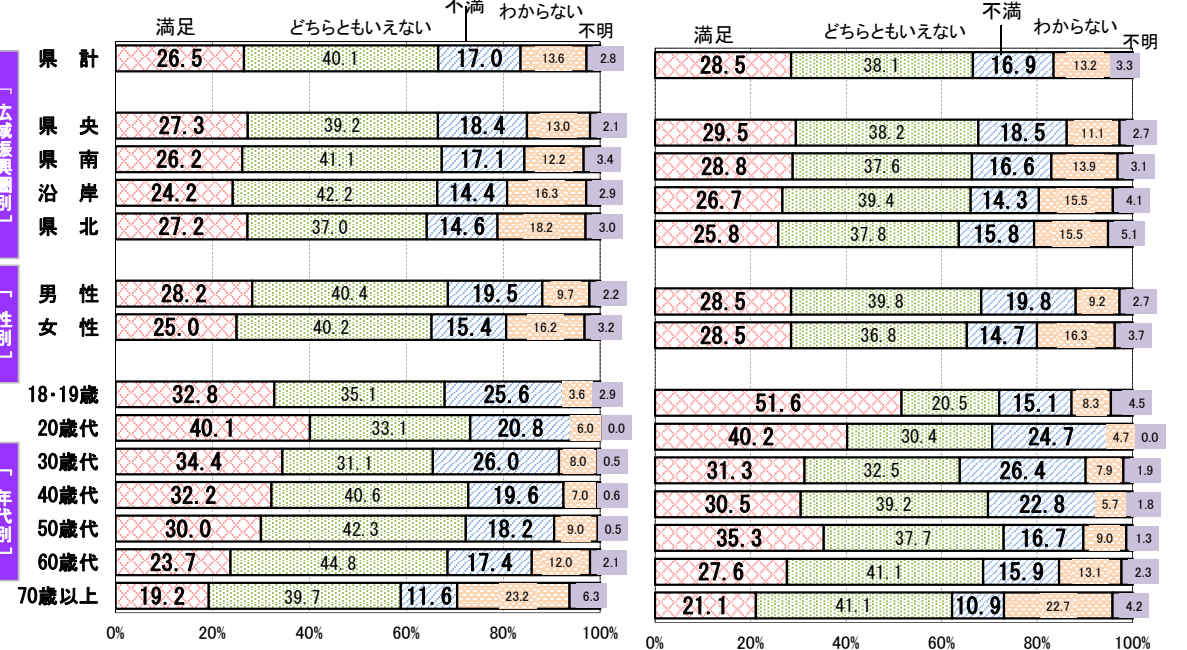 満足 どちらともいえない 不満 わからない 不明
県 計 26.5 40.1 17.0 13.6 2.8
[広域振興圏別]
県 央 27.3 39.2 18.4 13.0 2.1
県 南 26.2 41.1 17.1 12.2 3.4
沿 岸 24.2 42.2 14.4 16.3 2.9
県 北 27.2 37.0 14.6 18.2 3.0
[性別]
男 性 28.2 40.4 19.5 9.7 2.2
女 性 25.0 40.2 15.4 16.2 3.2
[年代別]
18・19歳 32.8 35.1 25.6 3.6 2.9
20歳代 40.1 33.1 20.8 6.0 0.0
30歳代 34.4 31.1 26.0 8.0 0.5
40歳代 32.2 40.6 19.6 7.0 0.6
50歳代 30.0 42.3 18.2 9.0 0.5
60歳代 23.7 44.8 17.4 12.0 2.1
70歳以上 19.2 39.7 11.6 23.2 6.3
0% 20% 40% 60% 80% 100%
満足 どちらともいえない 不満 わからない 不明
28.5 38.1 16.9 13.2 3.3
29.5 38.2 18.5 11.1 2.7
28.8 37.6 16.6 13.9 3.1
26.7 39.4 14.3 15.5 4.1
25.8 37.8 15.8 15.5 5.1
28.5 39.8 19.8 9.2 2.7
28.5 36.8 14.7 16.3 3.7
51.6 20.5 15.1 8.3 4.5
40.2 30.4 24.7 4.7 0.0
31.3 32.5 26.4 7.9 1.9
30.5 39.2 22.8 5.7 1.8
35.3 37.7 16.7 9.0 1.3
27.6 41.1 15.9 13.1 2.3
21.1 41.1 10.9 22.7 4.2
0% 20% 40% 60% 80% 100%